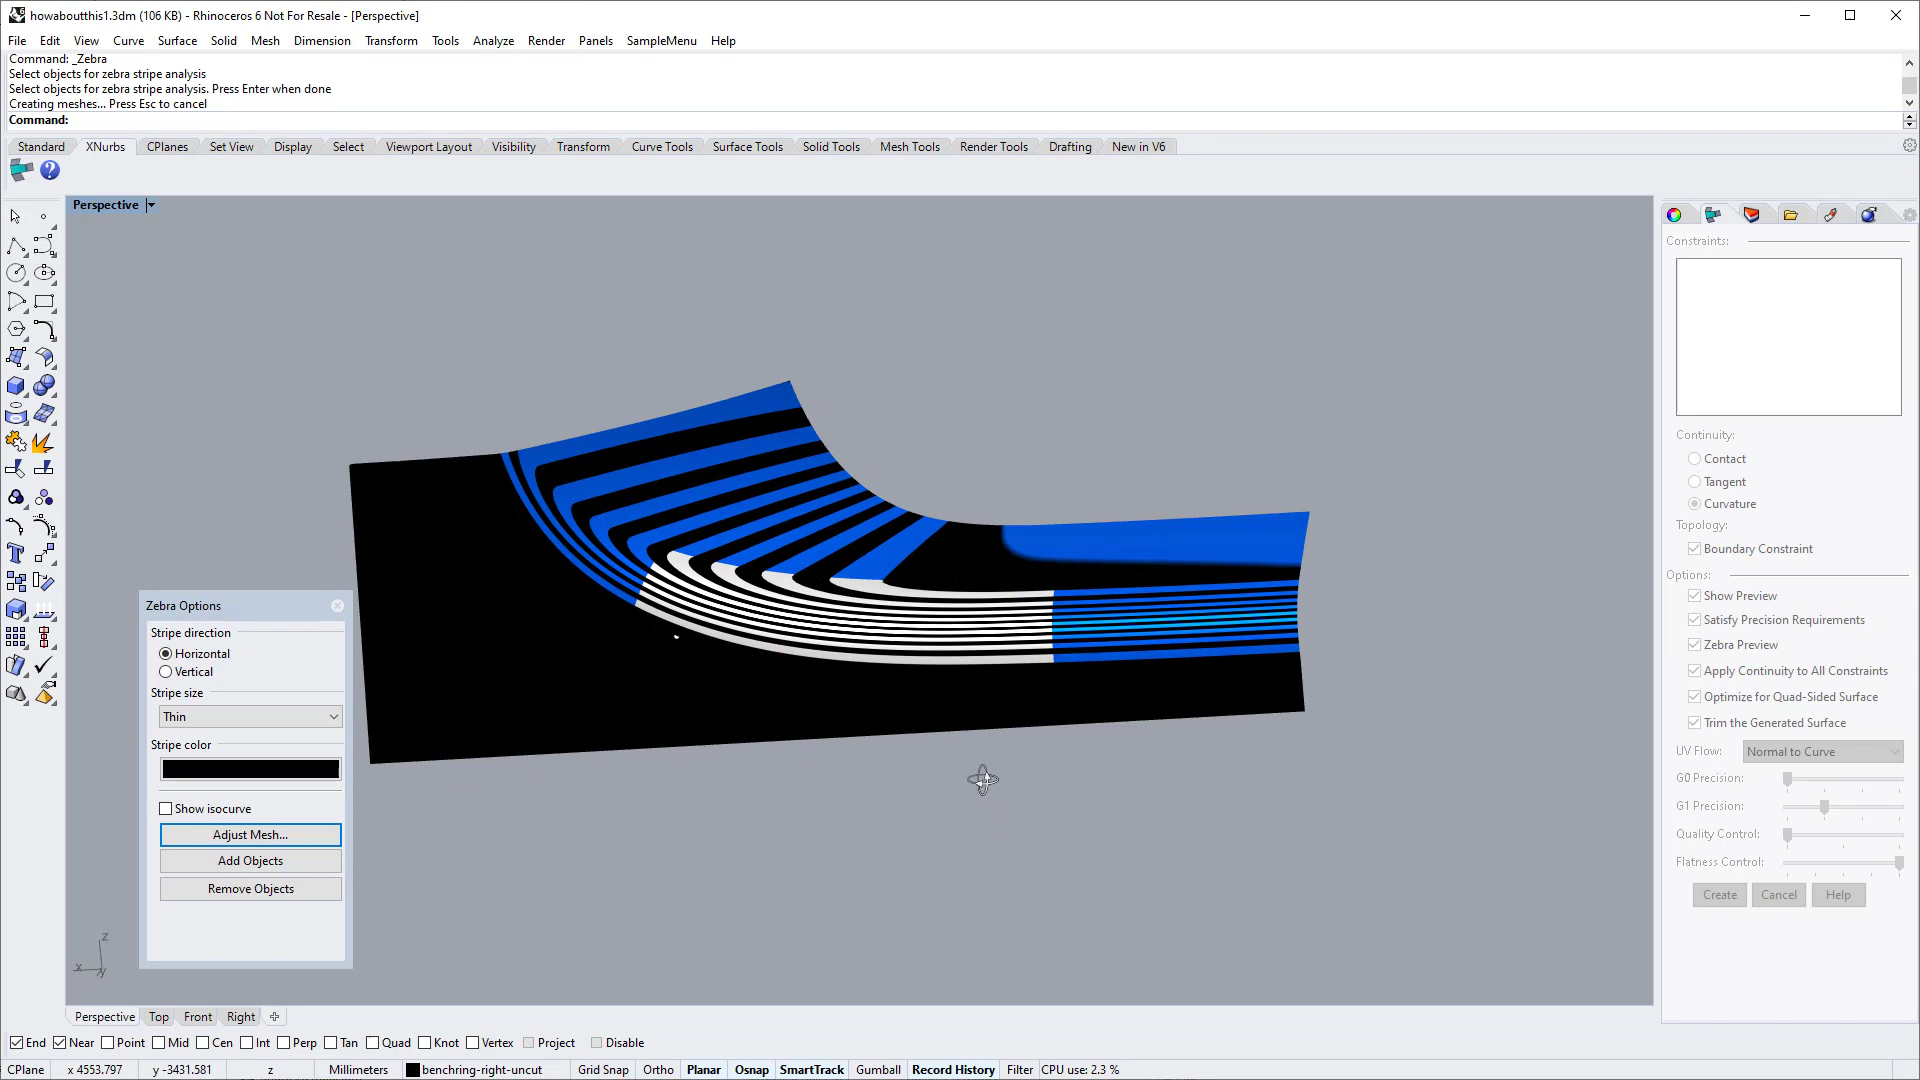 howaboutthis1.3dm (106 KB) - Rhinoceros 6 Not For Resale - [Perspective]
File Edit View Curve Surface Solid Mesh Dimension Transform Tools Analyze Render Panels SampleMenu Help
Command: _Zebra
Select objects for zebra stripe analysis
Select objects for zebra stripe analysis. Press Enter when done
Creating meshes... Press Esc to cancel
Command:
Standard XNurbs CPlanes Set View Display Select Viewport Layout Visibility Transform Curve Tools Surface Tools Solid Tools Mesh Tools Render Tools Drafting New in V6
Perspective
Constraints:
Continuity:
Contact
Tangent
Curvature
Topology:
Boundary Constraint
Options:
Show Preview
Satisfy Precision Requirements
Zebra Preview
Apply Continuity to All Constraints
Optimize for Quad-Sided Surface
Trim the Generated Surface
UV Flow: Normal to Curve
G0 Precision:
G1 Precision:
Quality Control:
Flatness Control:
Create Cancel Help
Zebra Options
Stripe direction
Horizontal
Vertical
Stripe size
Thin
Stripe color
Show isocurve
Adjust Mesh...
Add Objects
Remove Objects
z
x
y
Perspective Top Front Right
End Near Point Mid Cen Int Perp Tan Quad Knot Vertex Project Disable
CPlane x 4553.797 y -3431.581 z Millimeters benchring-right-uncut Grid Snap Ortho Planar Osnap SmartTrack Gumball Record History Filter CPU use: 2.3 %